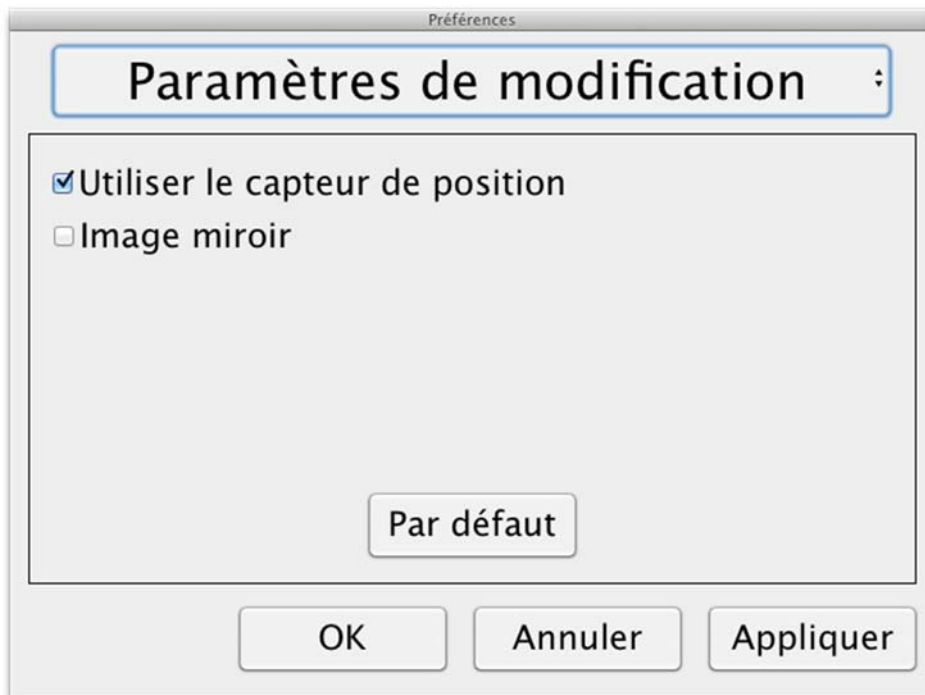 Préférences
Paramètres de modification
Utiliser le capteur de position
Image miroir
Par défaut
OK Annuler Appliquer